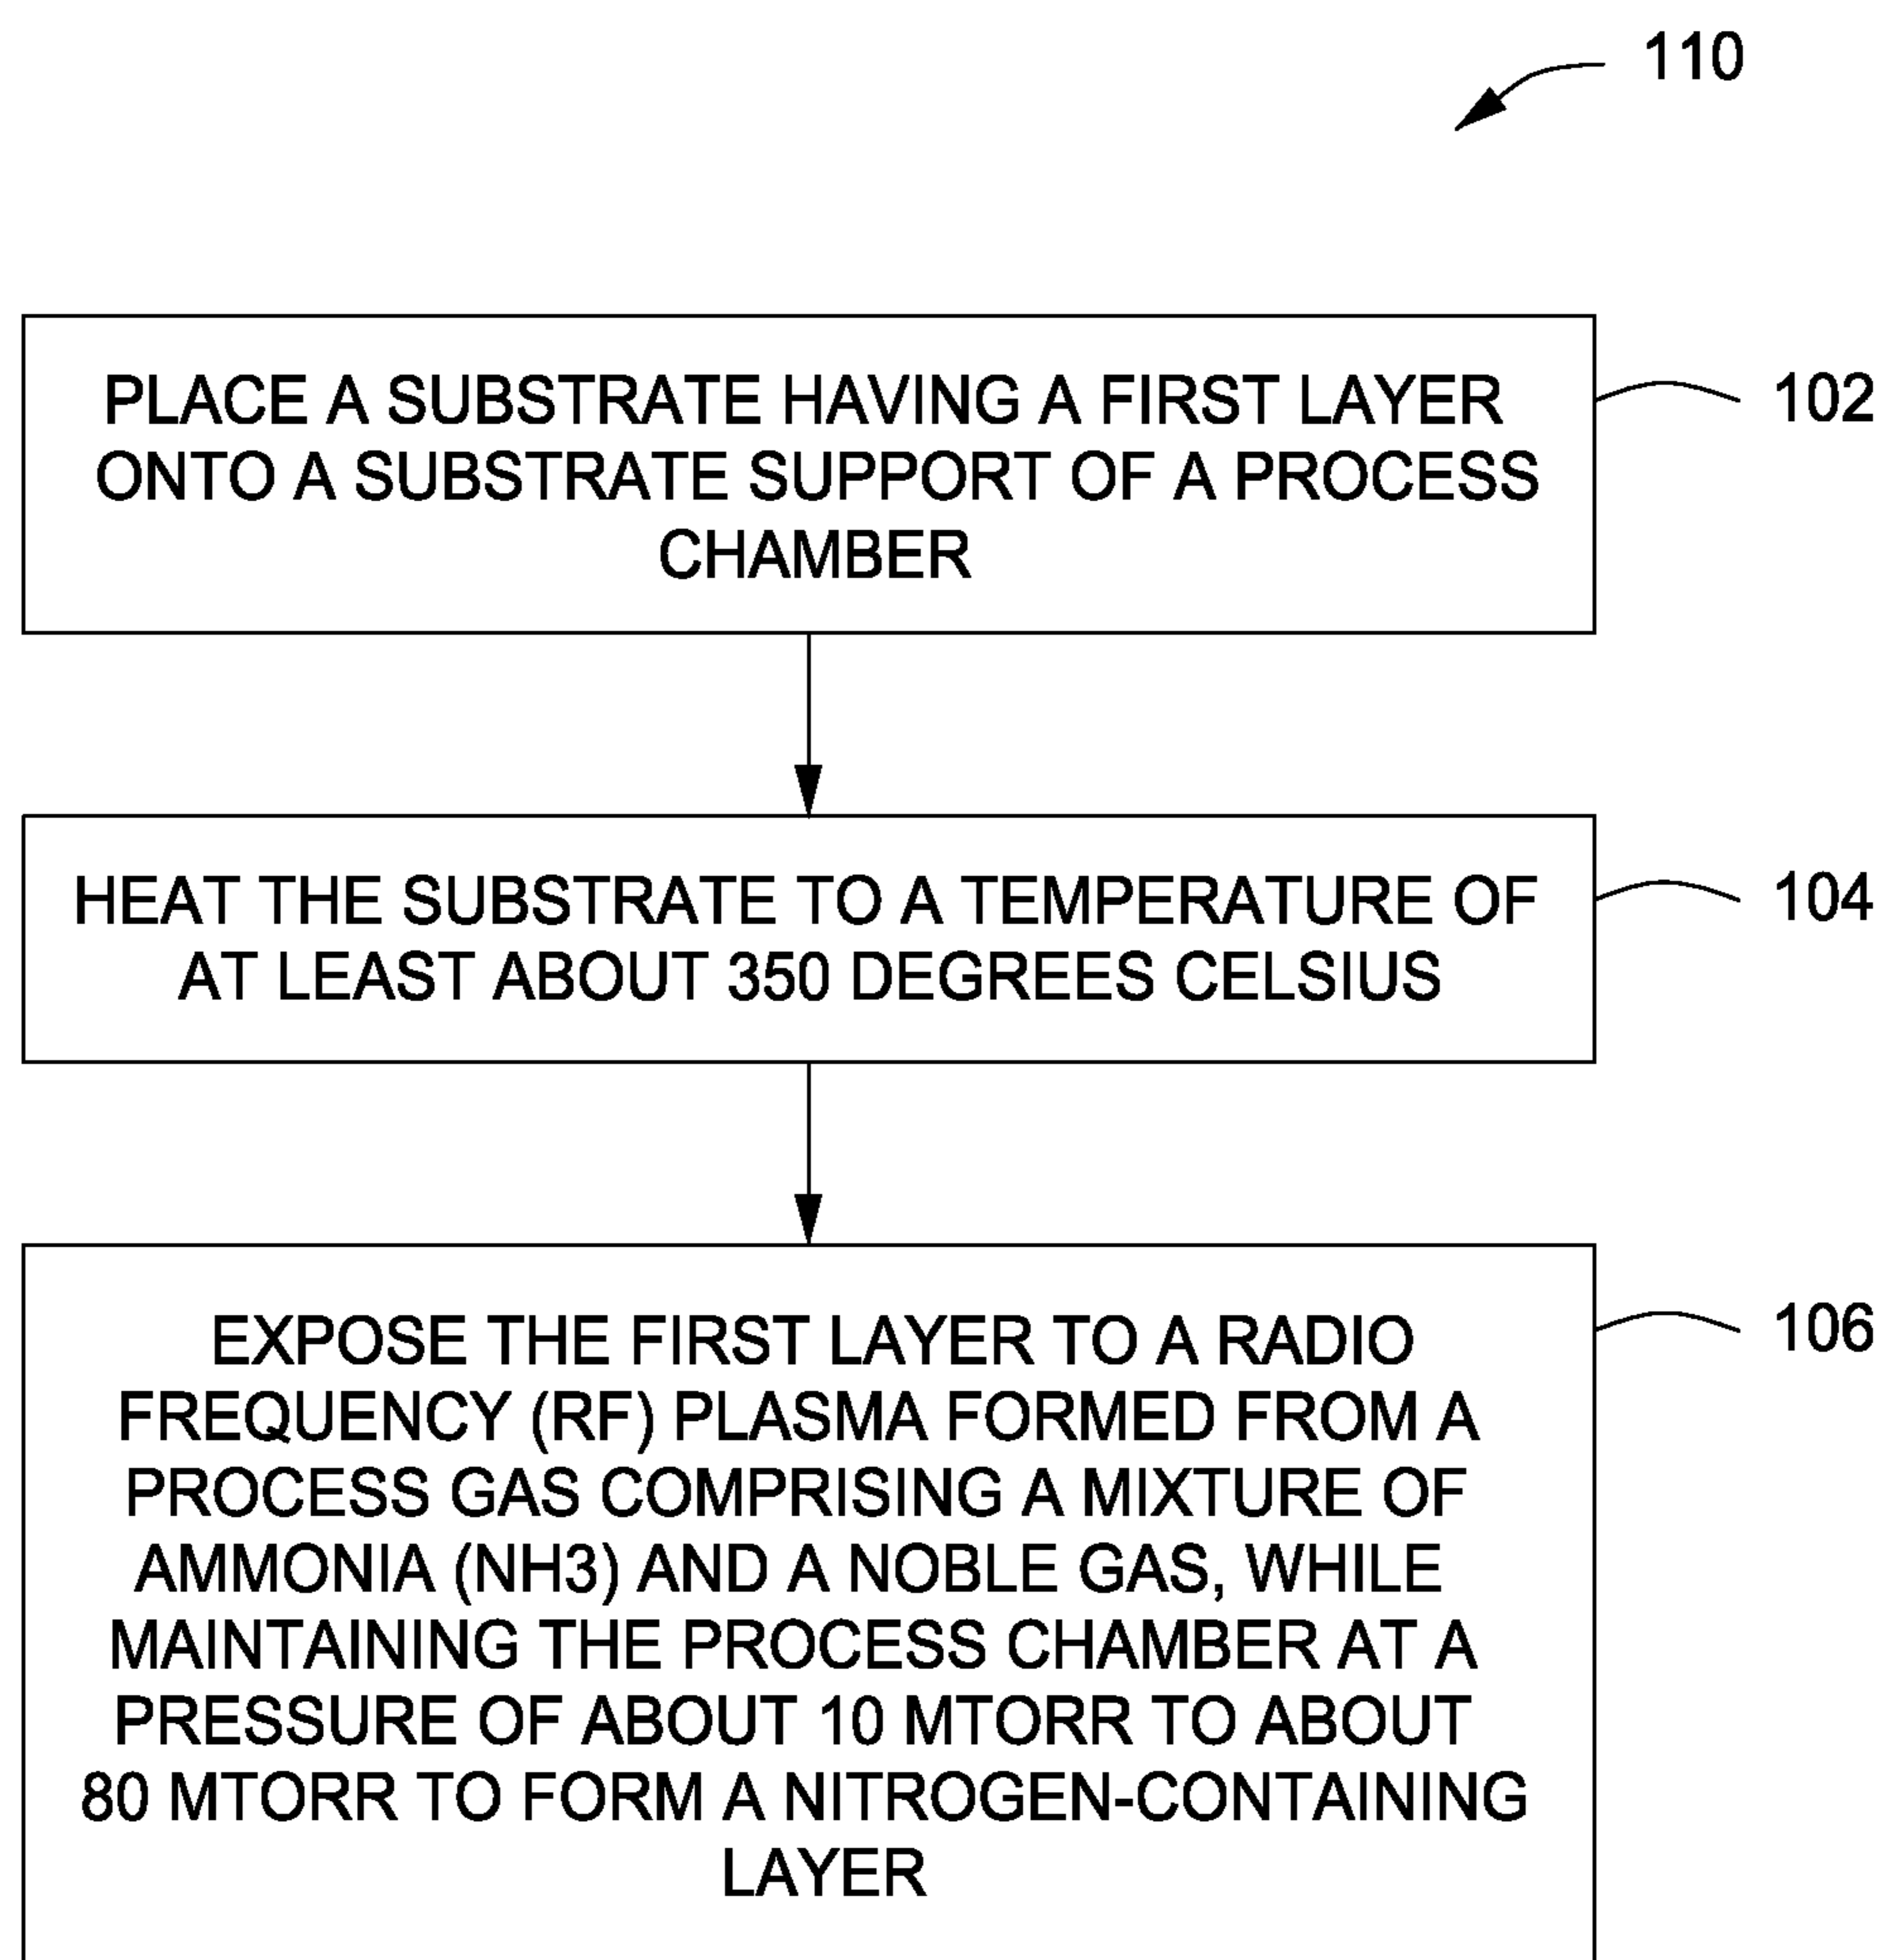 110
PLACE A SUBSTRATE HAVING A FIRST LAYER
ONTO A SUBSTRATE SUPPORT OF A PROCESS
CHAMBER
102
HEAT THE SUBSTRATE TO A TEMPERATURE OF
AT LEAST ABOUT 350 DEGREES CELSIUS
104
EXPOSE THE FIRST LAYER TO A RADIO
FREQUENCY (RF) PLASMA FORMED FROM A
PROCESS GAS COMPRISING A MIXTURE OF
AMMONIA (NH3) AND A NOBLE GAS, WHILE
MAINTAINING THE PROCESS CHAMBER AT A
PRESSURE OF ABOUT 10 MTORR TO ABOUT
80 MTORR TO FORM A NITROGEN-CONTAINING
LAYER
106